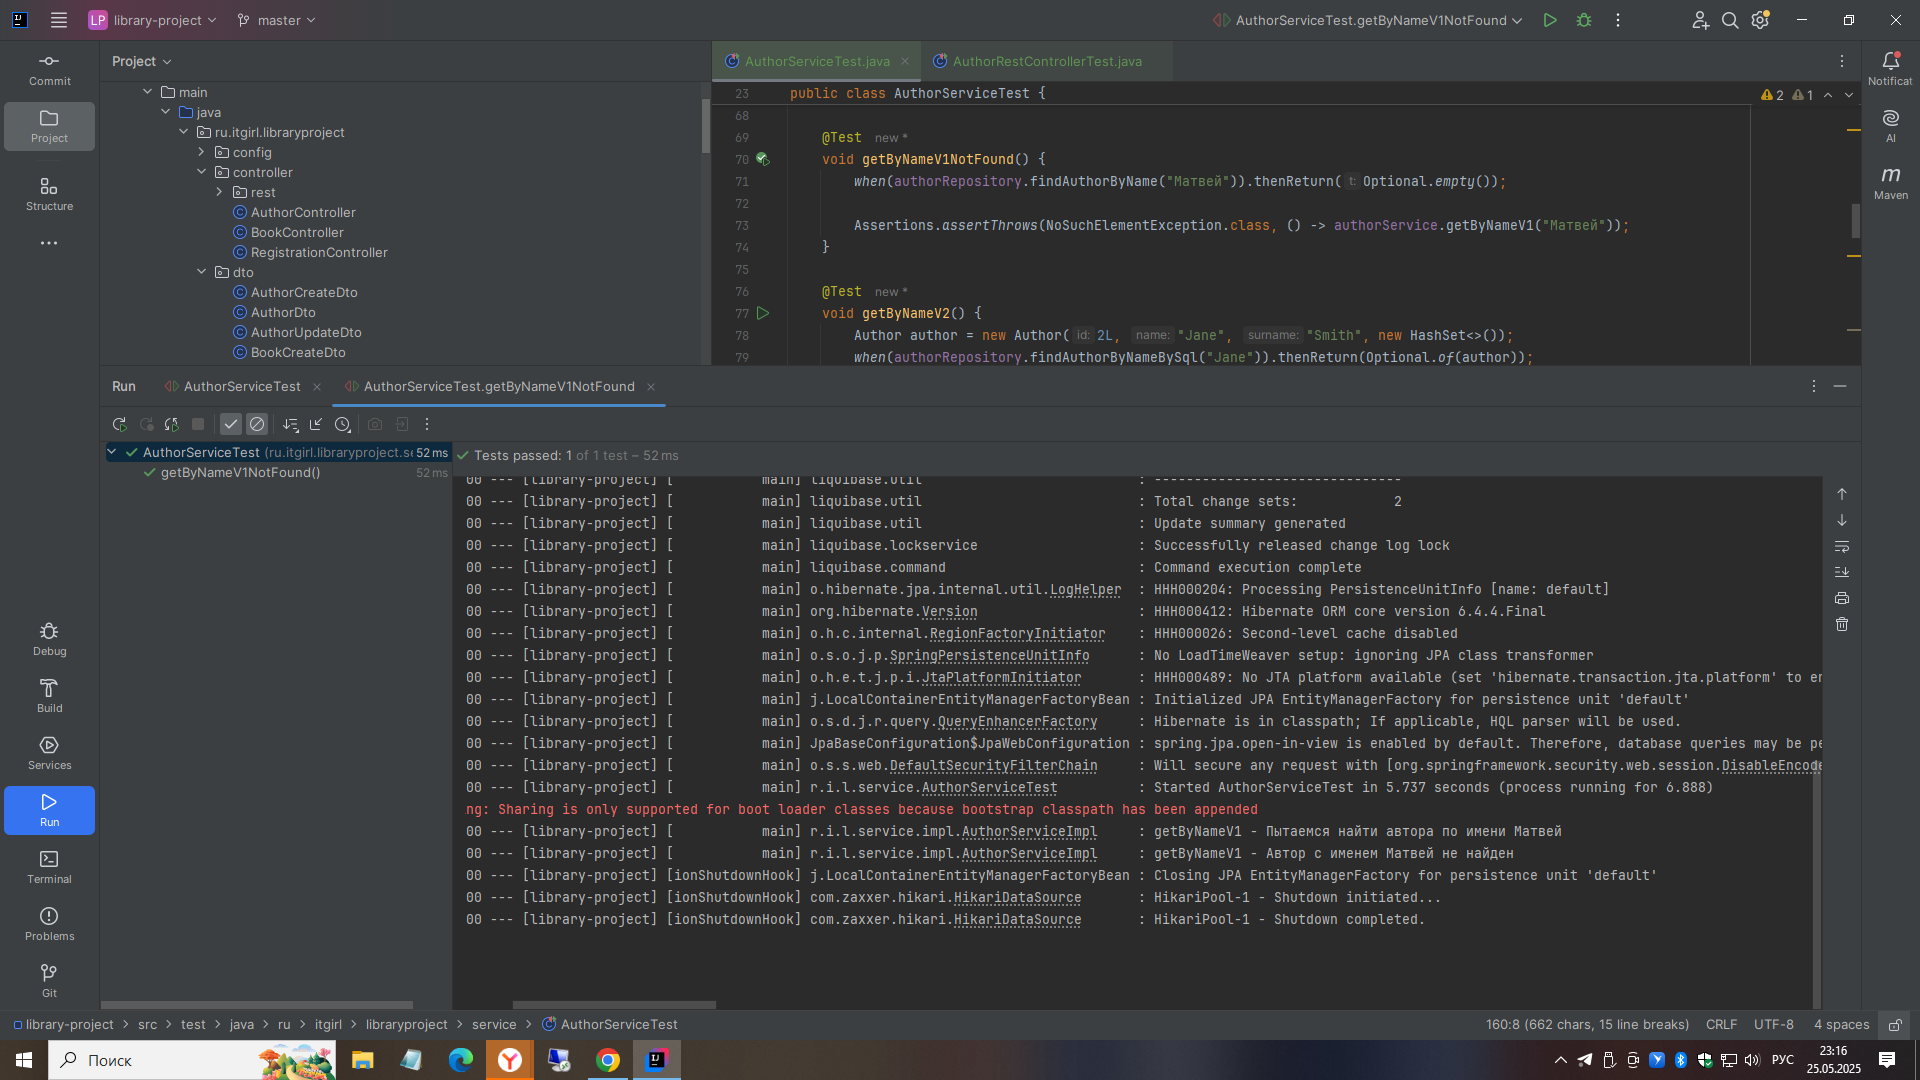 LP library-project master AuthorServiceTest.getByNameV1NotFound
Commit
Project
Structure
Debug
Build
Services
Run
Terminal
Problems
Git
Project
main
java
ru.itgirl.libraryproject
config
controller
rest
AuthorController
BookController
RegistrationController
dto
AuthorCreateDto
AuthorDto
AuthorUpdateDto
BookCreateDto
AuthorServiceTest.java AuthorRestControllerTest.java
23 public class AuthorServiceTest { 2 1
68
69 @Test new *
70 void getByNameV1NotFound() {
71 when(authorRepository.findAuthorByName("Матвей")).thenReturn( t: Optional.empty());
72
73 Assertions.assertThrows(NoSuchElementException.class, () -> authorService.getByNameV1("Матвей"));
74 }
75
76 @Test new *
77 void getByNameV2() {
78 Author author = new Author( id: 2L, name: "Jane", surname: "Smith", new HashSet<>());
79 when(authorRepository.findAuthorByNameBySql("Jane")).thenReturn(Optional.of(author));
Notificat
AI
Maven
Run AuthorServiceTest AuthorServiceTest.getByNameV1NotFound
AuthorServiceTest (ru.itgirl.libraryproject.se 52 ms
getByNameV1NotFound() 52 ms
Tests passed: 1 of 1 test – 52 ms
00 --- [library-project] [ main] liquibase.util : -------------------------------
00 --- [library-project] [ main] liquibase.util : Total change sets: 2
00 --- [library-project] [ main] liquibase.util : Update summary generated
00 --- [library-project] [ main] liquibase.lockservice : Successfully released change log lock
00 --- [library-project] [ main] liquibase.command : Command execution complete
00 --- [library-project] [ main] o.hibernate.jpa.internal.util.LogHelper : HHH000204: Processing PersistenceUnitInfo [name: default]
00 --- [library-project] [ main] org.hibernate.Version : HHH000412: Hibernate ORM core version 6.4.4.Final
00 --- [library-project] [ main] o.h.c.internal.RegionFactoryInitiator : HHH000026: Second-level cache disabled
00 --- [library-project] [ main] o.s.o.j.p.SpringPersistenceUnitInfo : No LoadTimeWeaver setup: ignoring JPA class transformer
00 --- [library-project] [ main] o.h.e.t.j.p.i.JtaPlatformInitiator : HHH000489: No JTA platform available (set 'hibernate.transaction.jta.platform' to en
00 --- [library-project] [ main] j.LocalContainerEntityManagerFactoryBean : Initialized JPA EntityManagerFactory for persistence unit 'default'
00 --- [library-project] [ main] o.s.d.j.r.query.QueryEnhancerFactory : Hibernate is in classpath; If applicable, HQL parser will be used.
00 --- [library-project] [ main] JpaBaseConfiguration$JpaWebConfiguration : spring.jpa.open-in-view is enabled by default. Therefore, database queries may be pe
00 --- [library-project] [ main] o.s.s.web.DefaultSecurityFilterChain : Will secure any request with [org.springframework.security.web.session.DisableEncode
00 --- [library-project] [ main] r.i.l.service.AuthorServiceTest : Started AuthorServiceTest in 5.737 seconds (process running for 6.888)
ng: Sharing is only supported for boot loader classes because bootstrap classpath has been appended
00 --- [library-project] [ main] r.i.l.service.impl.AuthorServiceImpl : getByNameV1 - Пытаемся найти автора по имени Матвей
00 --- [library-project] [ main] r.i.l.service.impl.AuthorServiceImpl : getByNameV1 - Автор с именем Матвей не найден
00 --- [library-project] [ionShutdownHook] j.LocalContainerEntityManagerFactoryBean : Closing JPA EntityManagerFactory for persistence unit 'default'
00 --- [library-project] [ionShutdownHook] com.zaxxer.hikari.HikariDataSource : HikariPool-1 - Shutdown initiated...
00 --- [library-project] [ionShutdownHook] com.zaxxer.hikari.HikariDataSource : HikariPool-1 - Shutdown completed.
library-project > src > test > java > ru > itgirl > libraryproject > service > AuthorServiceTest 160:8 (662 chars, 15 line breaks) CRLF UTF-8 4 spaces
Поиск РУС 23:16
25.05.2025